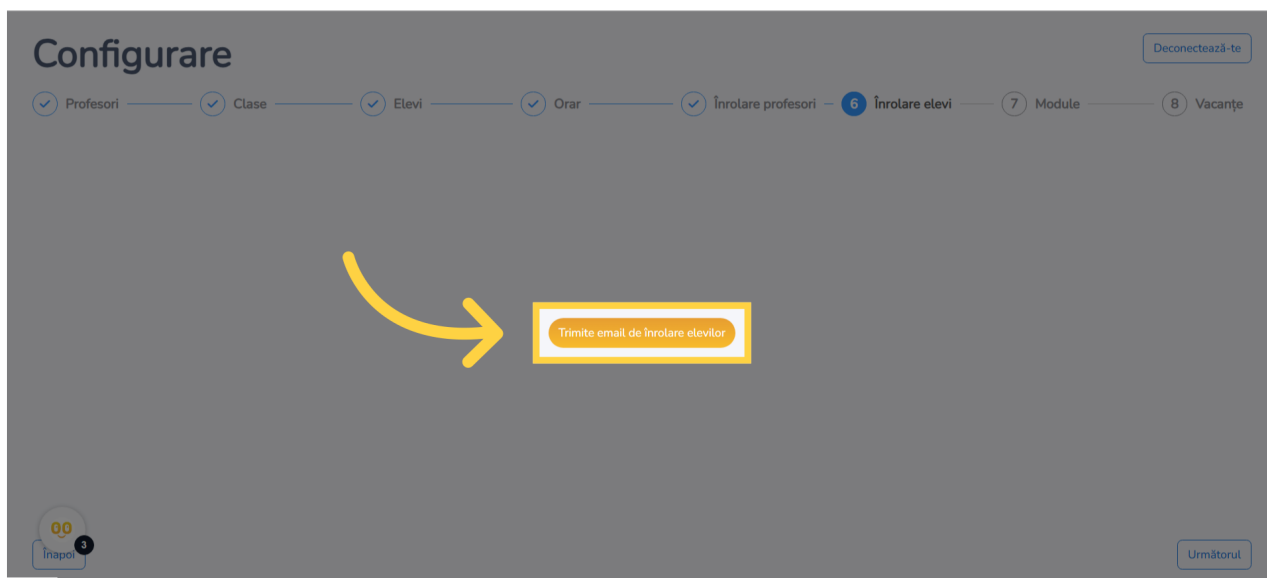 Configurare
Deconectează-te
Profesori
Clase
Elevi
Orar
Înrolare profesori
6 Înrolare elevi
7 Module
8 Vacanțe
Trimite email de înrolare elevilor
3
Înapoi
Următorul